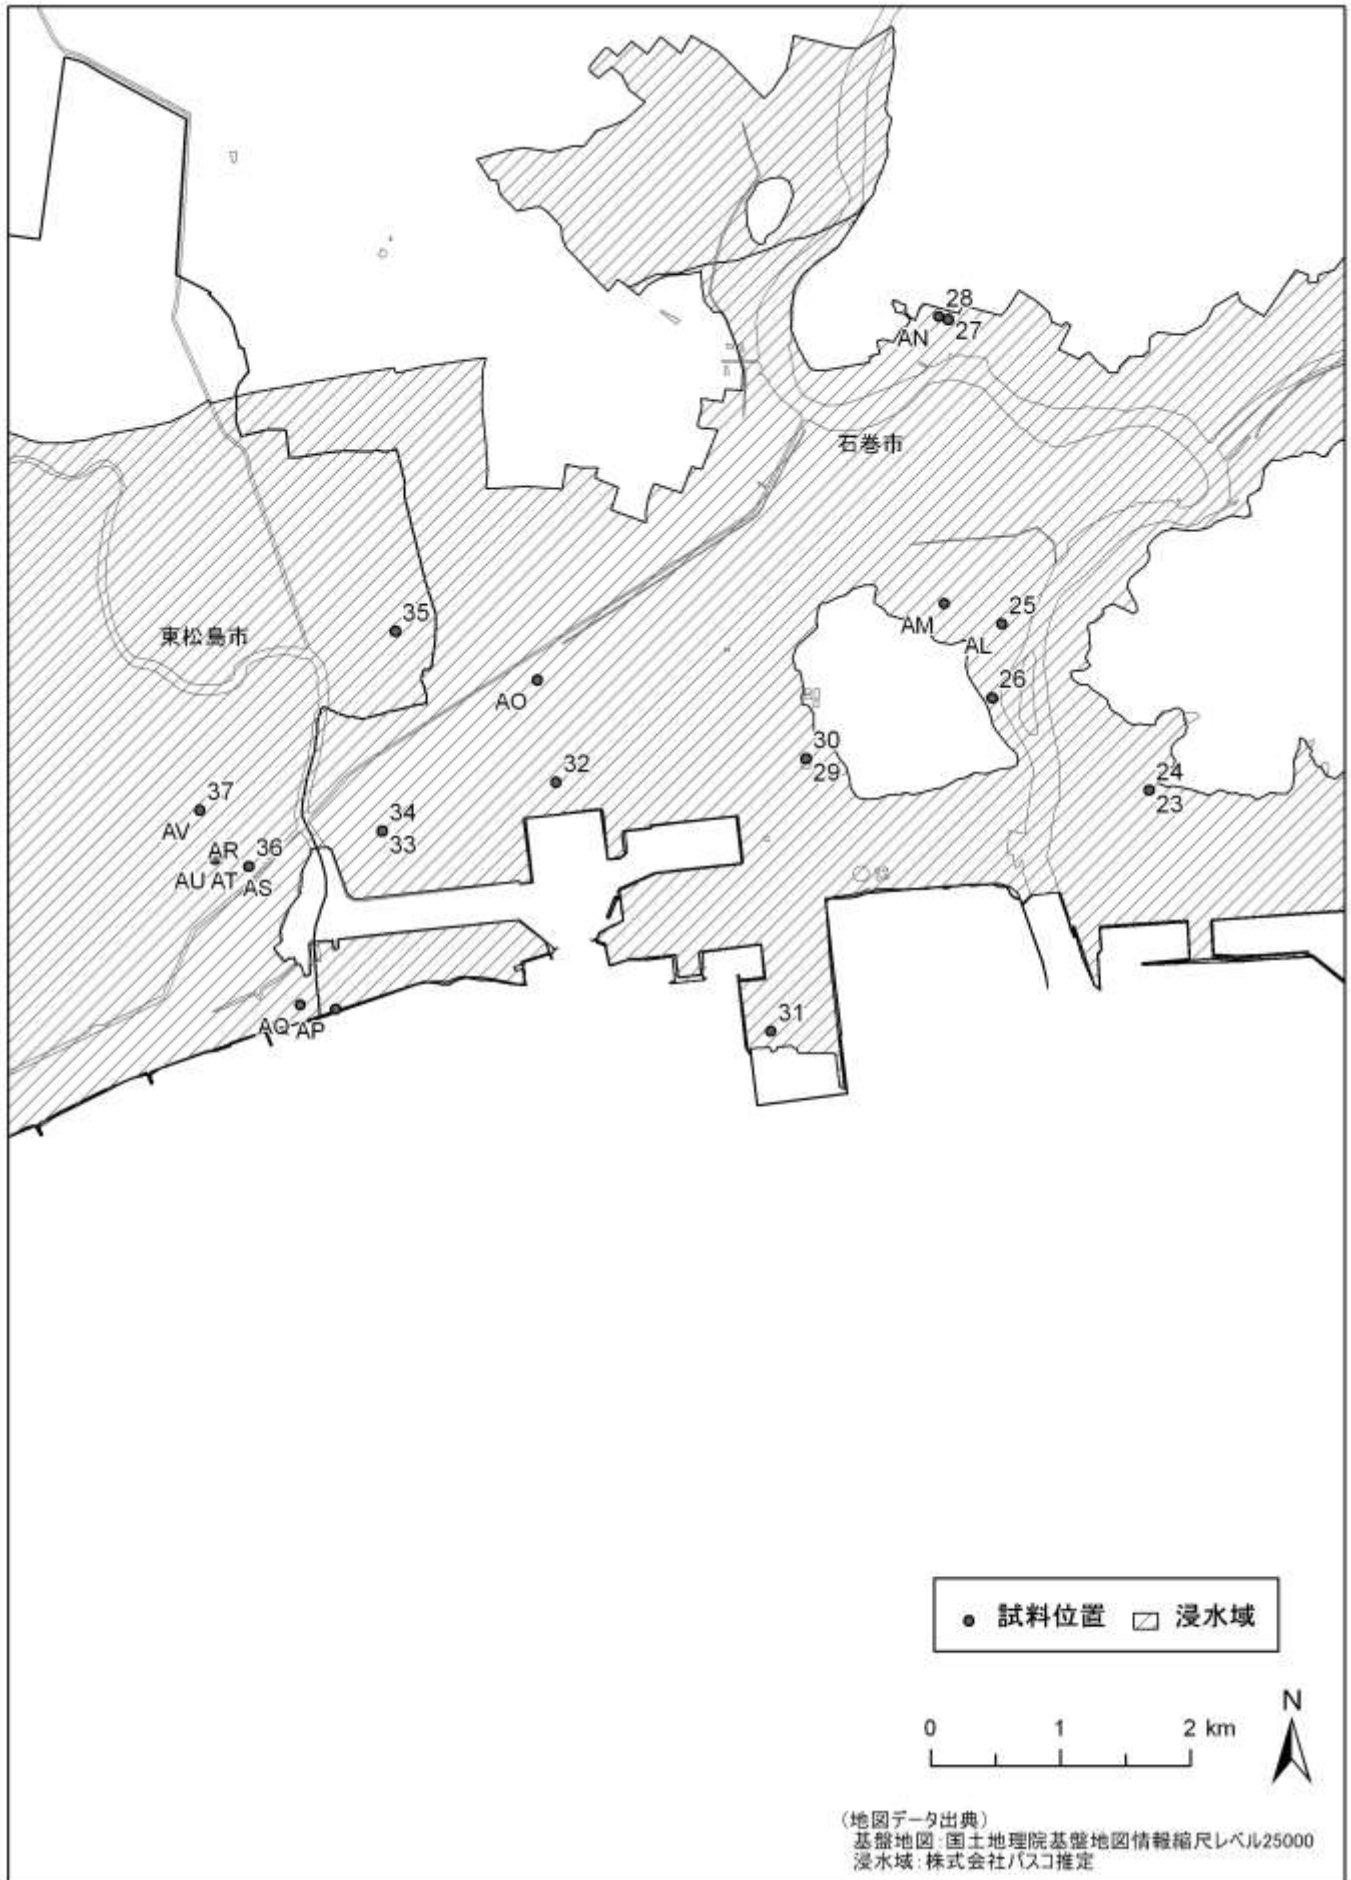 28
AN 27
石巻市
35
25
東松島市
AM
AL
26
AO
30
29
32
24
23
37
34
33
AV
AR 36
AU AT AS
AQ AP
31
試料位置 浸水域
N
0 1 2 km
(地図データ出典)
基盤地図:国土地理院基盤地図情報縮尺レベル25000
浸水域:株式会社パスコ推定